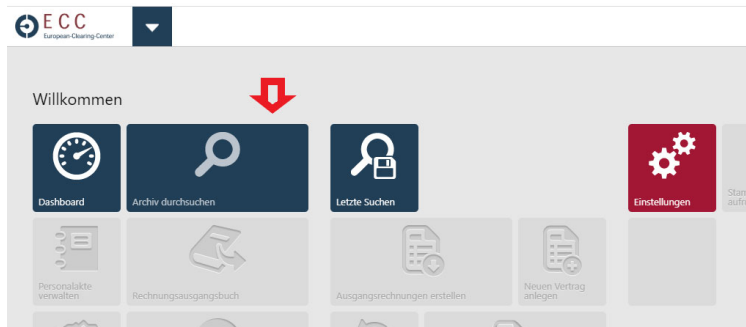 ECC
European-Clearing-Center
Willkommen
Dashboard
Archiv durchsuchen
Letzte Suchen
Einstellungen
Personalakte
verwalten
Rechnungsausgangsbuch
Ausgangsrechnungen erstellen
Neuen Vertrag
anlegen